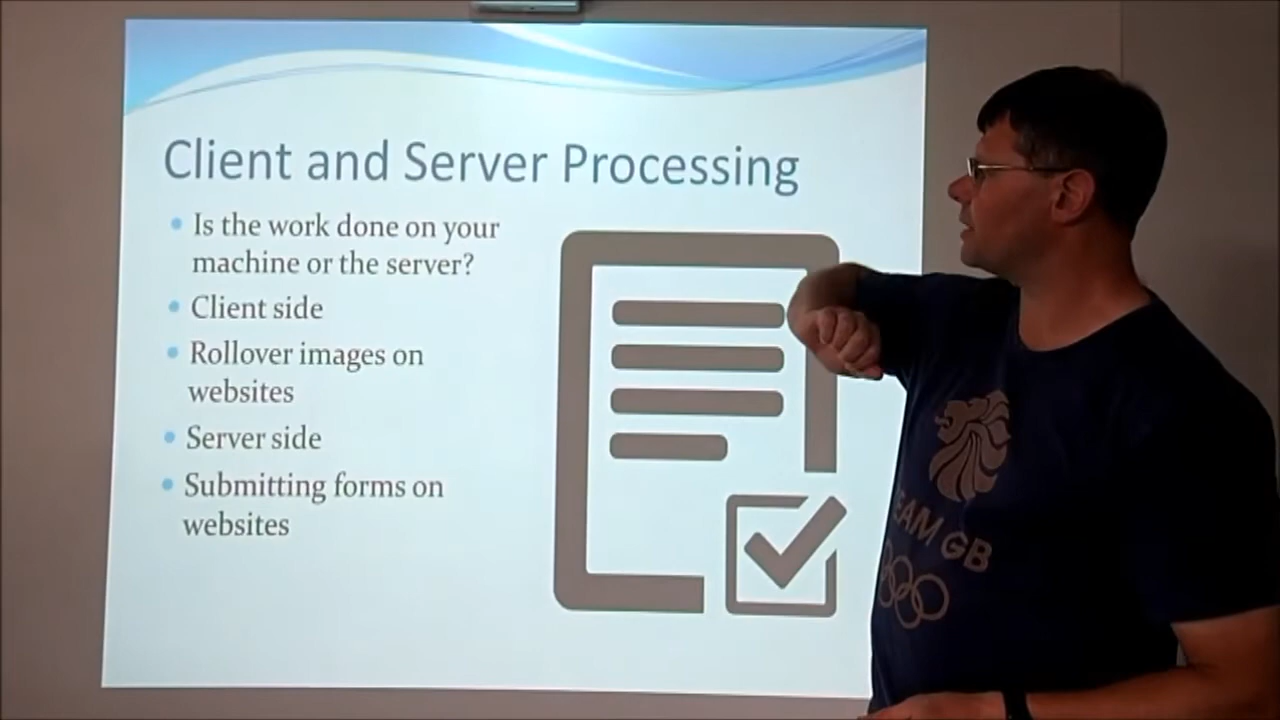 Client and Server Processing
Is the work done on your
machine or the server?
Client side
Rollover images on
websites
Server side
Submitting forms on
websites
TEAM GB